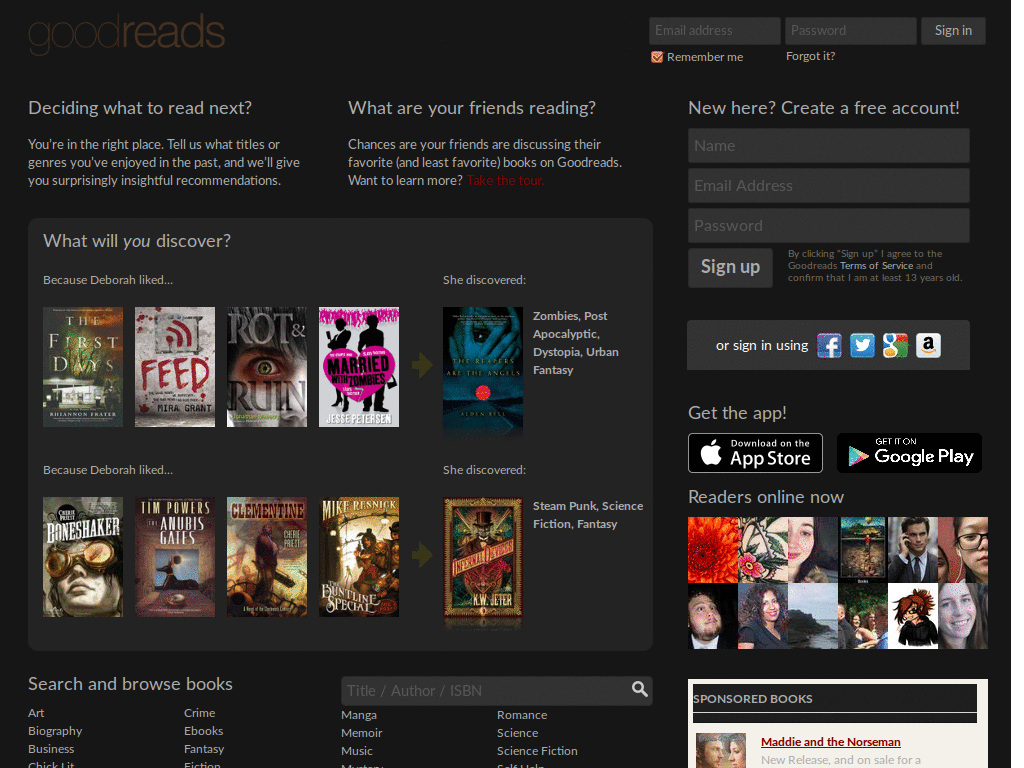 goodreads
Email address
Password
Sign in
Remember me
Forgot it?
Deciding what to read next?
You're in the right place. Tell us what titles or
genres you've enjoyed in the past, and we'll give
you surprisingly insightful recommendations.
What are your friends reading?
Chances are your friends are discussing their
favorite (and least favorite) books on Goodreads.
Want to learn more? Take the tour.
New here? Create a free account!
Name
Email Address
Password
Sign up
By clicking "Sign up" I agree to the
Goodreads Terms of Service and
confirm that I am at least 13 years old.
or sign in using
What will you discover?
Because Deborah liked...
She discovered:
THE
FIRST
DAYS
RHIANNON FRATER
FEED
MIRA GRANT
ROT &
RUIN
MARRIED
WITH ZOMBIES
JESSE PETERSEN
THE REAPERS
ARE THE ANGELS
ALDEN BELL
Zombies, Post
Apocalyptic,
Dystopia, Urban
Fantasy
Because Deborah liked...
She discovered:
CHERIE PRIEST
BONESHAKER
TIM POWERS
THE ANUBIS
GATES
CLEMENTINE
CHERIE
PRIEST
MIKE RESNICK
THE
BUNTLINE
SPECIAL
INFERNAL DEVICES
K.W. JETER
Steam Punk, Science
Fiction, Fantasy
Get the app!
Download on the
App Store
GET IT ON
Google Play
Readers online now
Search and browse books
Title / Author / ISBN
Art
Biography
Business
Chick Lit
Crime
Ebooks
Fantasy
Fiction
Manga
Memoir
Music
Mystery
Romance
Science
Science Fiction
Self Help
SPONSORED BOOKS
Maddie and the Norseman
New Release, and on sale for a